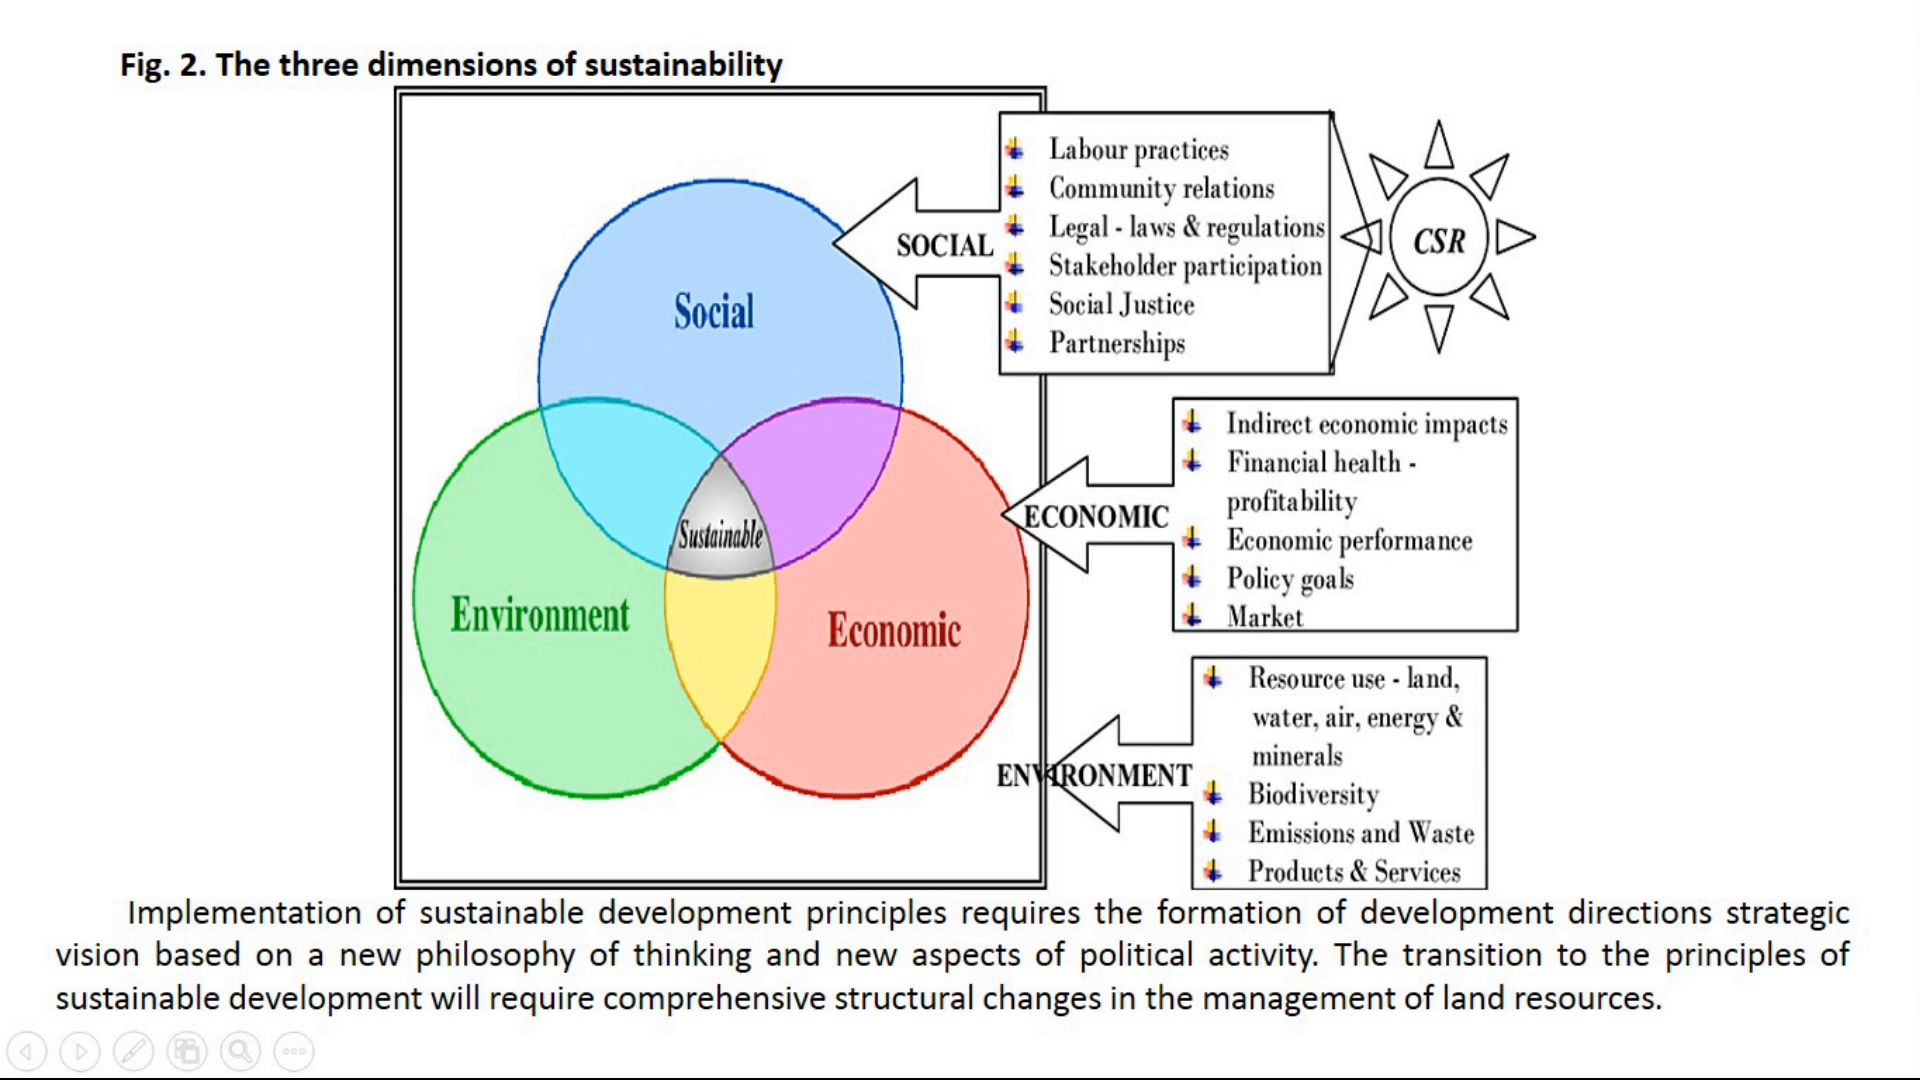 Fig. 2. The three dimensions of sustainability
Social
Environment
Economic
Sustainable
SOCIAL
Labour practices
Community relations
Legal - laws & regulations
Stakeholder participation
Social Justice
Partnerships
CSR
ECONOMIC
Indirect economic impacts
Financial health -
profitability
Economic performance
Policy goals
Market
ENVIRONMENT
Resource use - land,
water, air, energy &
minerals
Biodiversity
Emissions and Waste
Products & Services
Implementation of sustainable development principles requires the formation of development directions strategic
vision based on a new philosophy of thinking and new aspects of political activity. The transition to the principles of
sustainable development will require comprehensive structural changes in the management of land resources.